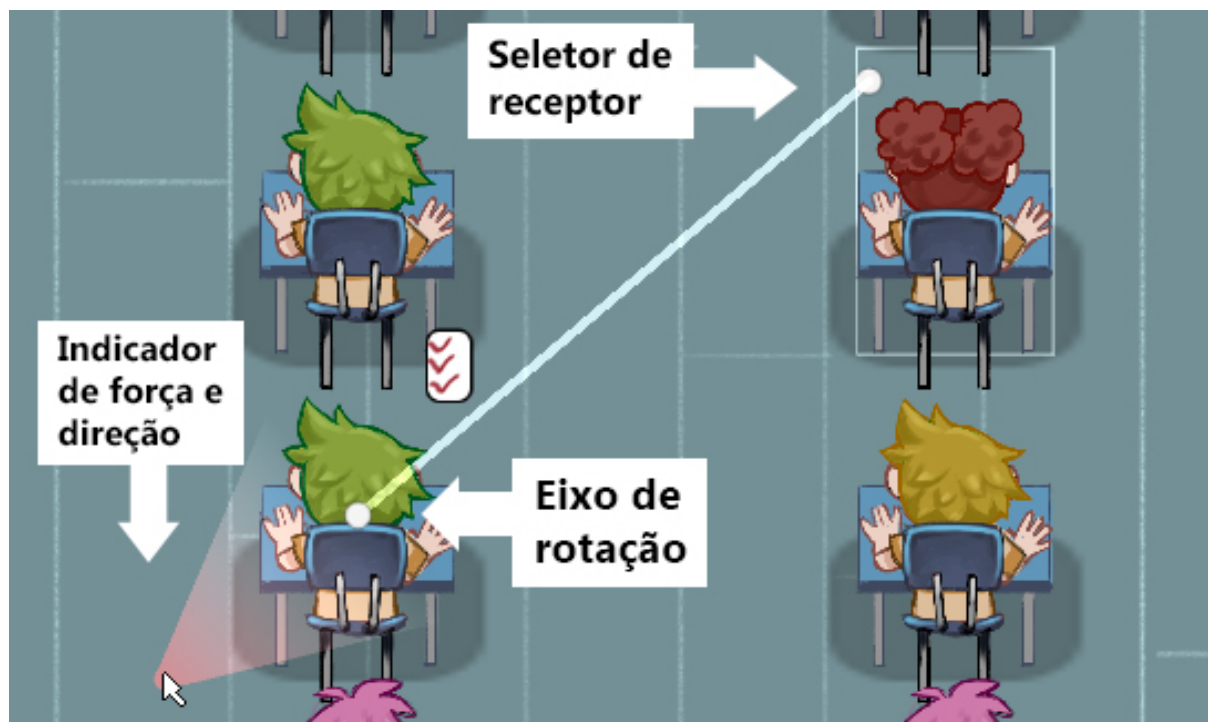 Seletor de
receptor
Indicador
de força e
direção
Eixo de
rotação